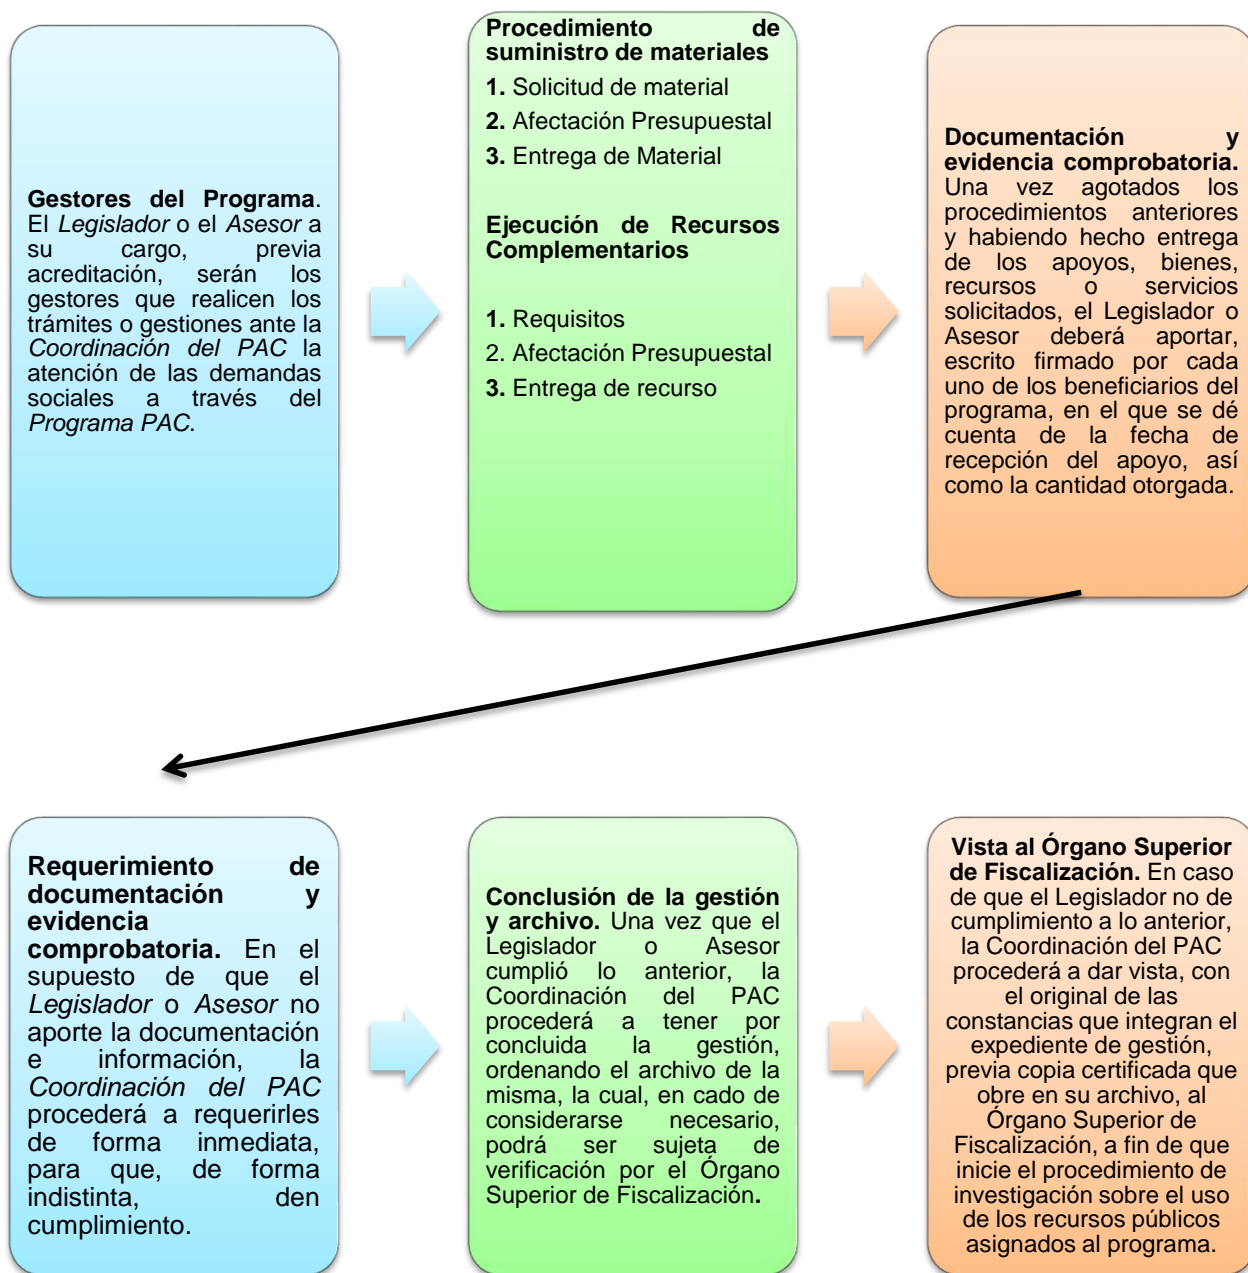 Gestores del Programa.
El Legislador o el Asesor a
su cargo, previa
acreditación, serán los
gestores que realicen los
trámites o gestiones ante la
Coordinación del PAC la
atención de las demandas
sociales a través del
Programa PAC.
Procedimiento de
suministro de materiales
1. Solicitud de material
2. Afectación Presupuestal
3. Entrega de Material
Ejecución de Recursos
Complementarios
1. Requisitos
2. Afectación Presupuestal
3. Entrega de recurso
Documentación y
evidencia comprobatoria.
Una vez agotados los
procedimientos anteriores
y habiendo hecho entrega
de los apoyos, bienes,
recursos o servicios
solicitados, el Legislador o
Asesor deberá aportar,
escrito firmado por cada
uno de los beneficiarios del
programa, en el que se dé
cuenta de la fecha de
recepción del apoyo, así
como la cantidad otorgada.
Requerimiento de
documentación y
evidencia
comprobatoria. En el
supuesto de que el
Legislador o Asesor no
aporte la documentación
e información, la
Coordinación del PAC
procederá a requerirles
de forma inmediata,
para que, de forma
indistinta, den
cumplimiento.
Conclusión de la gestión
y archivo. Una vez que el
Legislador o Asesor
cumplió lo anterior, la
Coordinación del PAC
procederá a tener por
concluida la gestión,
ordenando el archivo de la
misma, la cual, en cado de
considerarse necesario,
podrá ser sujeta de
verificación por el Órgano
Superior de Fiscalización.
Vista al Órgano Superior
de Fiscalización. En caso
de que el Legislador no de
cumplimiento a lo anterior,
la Coordinación del PAC
procederá a dar vista, con
el original de las
constancias que integran el
expediente de gestión,
previa copia certificada que
obre en su archivo, al
Órgano Superior de
Fiscalización, a fin de que
inicie el procedimiento de
investigación sobre el uso
de los recursos públicos
asignados al programa.